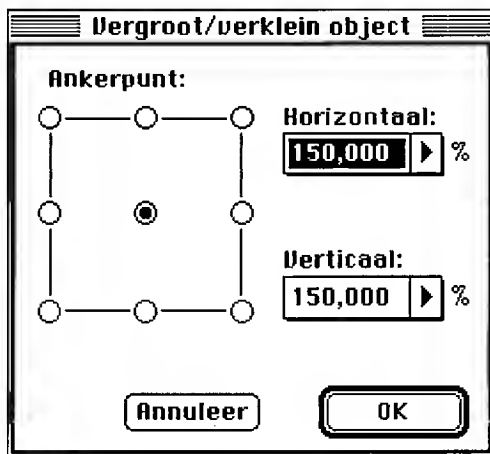 Vergroot/verklein object
Ankerpunt:
Horizontaal:
150,000 %
Verticaal:
150,000 %
Annuleer
OK